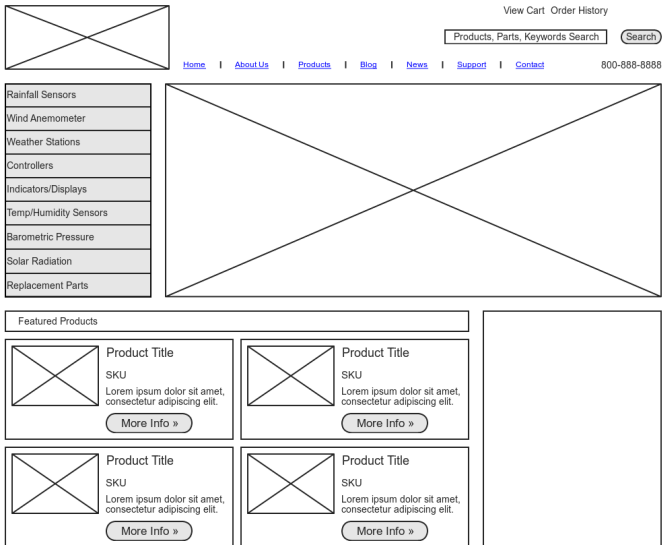 View Cart Order History
Products, Parts, Keywords Search
Search
Home | About Us | Products | Blog | News | Support | Contact
800-888-8888
Rainfall Sensors
Wind Anemometer
Weather Stations
Controllers
Indicators/Displays
Temp/Humidity Sensors
Barometric Pressure
Solar Radiation
Replacement Parts
Featured Products
Product Title
SKU
Lorem ipsum dolor sit amet,
consectetur adipiscing elit.
More Info »
Product Title
SKU
Lorem ipsum dolor sit amet,
consectetur adipiscing elit.
More Info »
Product Title
SKU
Lorem ipsum dolor sit amet,
consectetur adipiscing elit.
More Info »
Product Title
SKU
Lorem ipsum dolor sit amet,
consectetur adipiscing elit.
More Info »